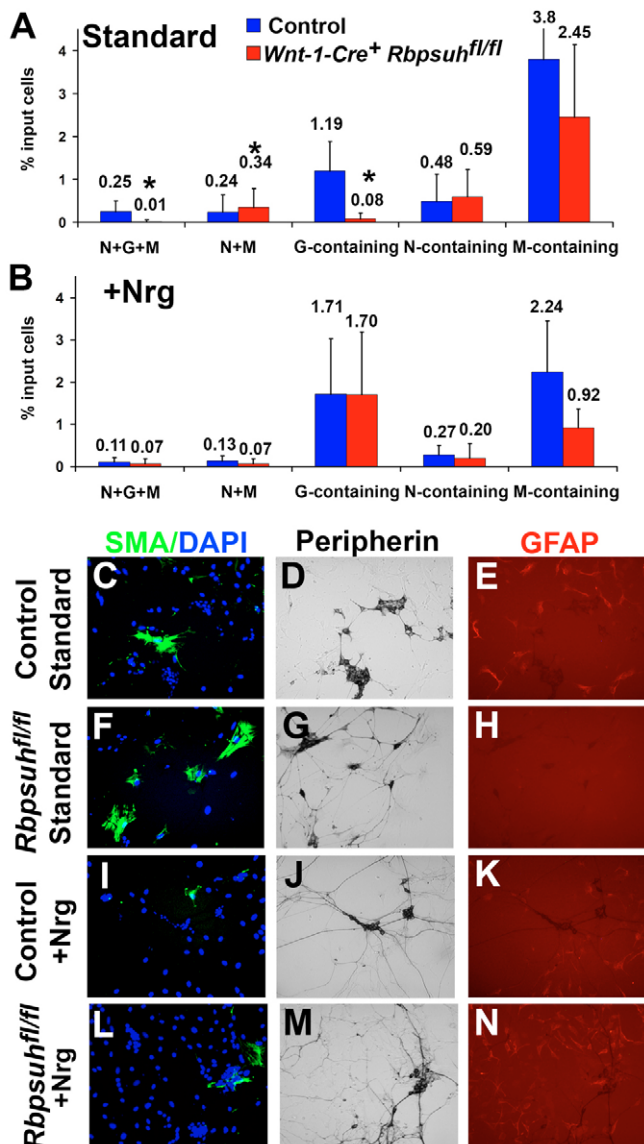 A Standard
Control
Wnt-1-Cre+ Rbpsuhfl/fl
% input cells
4
3
2
1
0
0.25
*
0.01
0.24
*
0.34
1.19
*
0.08
0.48
0.59
3.8
2.45
N+G+M N+M G-containing N-containing M-containing
B +Nrg
% input cells
4
3
2
1
0
0.11 0.07
0.13 0.07
1.71 1.70
0.27 0.20
2.24
0.92
N+G+M N+M G-containing N-containing M-containing
SMA/DAPI Peripherin GFAP
Control
Standard
C D E
Rbpsuhfl/fl
Standard
F G H
Control
+Nrg
I J K
Rbpsuhfl/fl
+Nrg
L M N